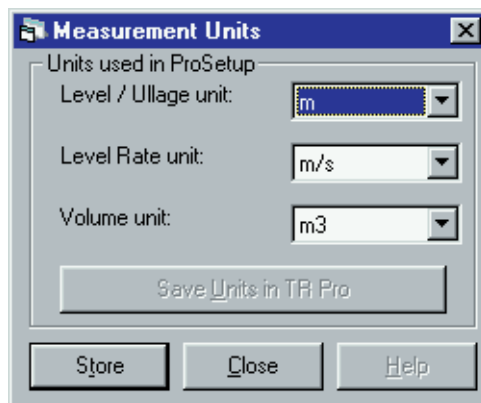 Measurement Units
Units used in ProSetup
Level / Ullage unit: m
Level Rate unit: m/s
Volume unit: m3
Save Units in TR Pro
Store Close Help